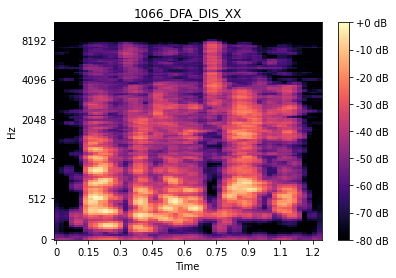 1066_DFA_DIS_XX
+0 dB
8192
-10 dB
4096
-20 dB
-30 dB
2048
Hz
-40 dB
1024
-50 dB
512
-60 dB
-70 dB
0
-80 dB
0 0.15 0.3 0.45 0.6 0.75 0.9 1.1 1.2
Time